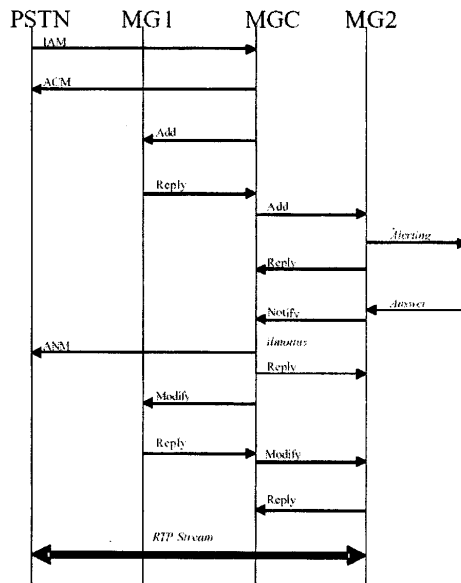 PSTN MG1 MGC MG2
IAM
ACM
Add
Reply
Add
Alerting
Reply
Answer
Notify
ANM
Reply
Modify
Reply
Modify
Reply
RTP Stream